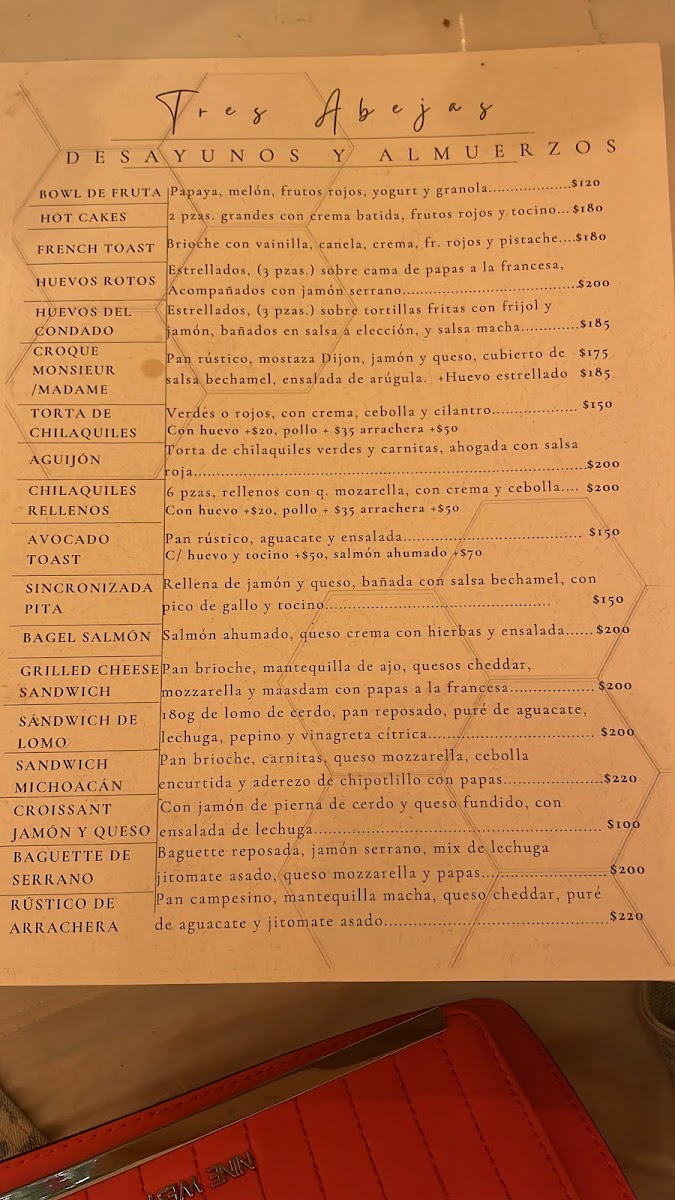 Tres Abejas
DESAYUNOS Y ALMUERZOS
BOWL DE FRUTA Papaya, melón, frutos rojos, yogurt y granola..................$120
HOT CAKES 2 pzas. grandes con crema batida, frutos rojos y tocino...$180
FRENCH TOAST Brioche con vainilla, canela, crema, fr. rojos y pistache....$180
HUEVOS ROTOS Estrellados, (3 pzas.) sobre cama de papas a la francesa,
Acompañados con jamón serrano......................................$200
HUEVOS DEL Estrellados, (3 pzas.) sobre tortillas fritas con frijol y
CONDADO jamón, bañados en salsa a elección, y salsa macha............$185
CROQUE
MONSIEUR Pan rústico, mostaza Dijon, jamón y queso, cubierto de $175
/MADAME salsa bechamel, ensalada de arúgula. +Huevo estrellado $185
TORTA DE Verdes o rojos, con crema, cebolla y cilantro.................. $150
CHILAQUILES Con huevo +$20, pollo + $35 arrachera +$50
AGUIJÓN Torta de chilaquiles verdes y carnitas, ahogada con salsa
roja....................................................................................$200
CHILAQUILES 6 pzas, rellenos con q. mozarella, con crema y cebolla.... $200
RELLENOS Con huevo +$20, pollo + $35 arrachera +$50
AVOCADO Pan rústico, aguacate y ensalada..................................... $150
TOAST C/ huevo y tocino +$50, salmón ahumado +$70
SINCRONIZADA Rellena de jamón y queso, bañada con salsa bechamel, con
PITA pico de gallo y tocino................................................ $150
BAGEL SALMÓN Salmón ahumado, queso crema con hierbas y ensalada......$200
GRILLED CHEESE Pan brioche, mantequilla de ajo, quesos cheddar,
SANDWICH mozzarella y maasdam con papas a la francesa..................$200
SANDWICH DE 180g de lomo de cerdo, pan reposado, puré de aguacate,
LOMO lechuga, pepino y vinagreta cítrica.................................... $200
SANDWICH Pan brioche, carnitas, queso mozzarella, cebolla
MICHOACÁN encurtida y aderezo de chipotlillo con papas.....................$220
CROISSANT Con jamón de pierna de cerdo y queso fundido, con
JAMÓN Y QUESO ensalada de lechuga............................................................ $100
BAGUETTE DE Baguette reposada, jamón serrano, mix de lechuga
SERRANO jitomate asado, queso mozzarella y papas...........................$200
RÚSTICO DE Pan campesino, mantequilla macha, queso cheddar, puré
ARRACHERA de aguacate y jitomate asado...............................................$220
NINE WEST